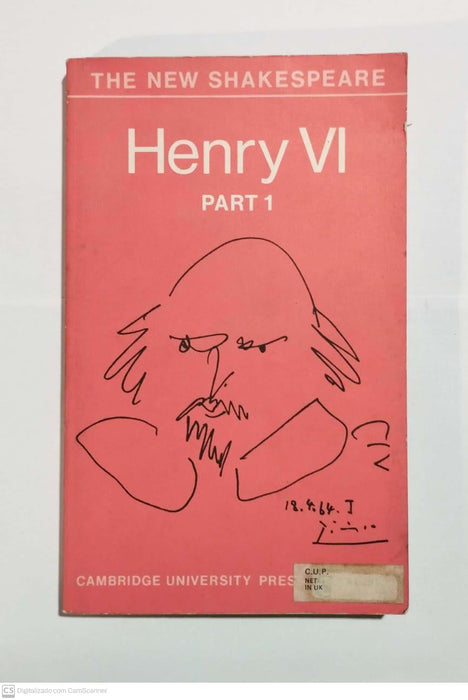 THE NEW SHAKESPEARE
Henry VI
PART 1
18.4.64. I
CAMBRIDGE UNIVERSITY PRES
C.U.P.
NET
IN UK
CS Digitalizado com CamScanner